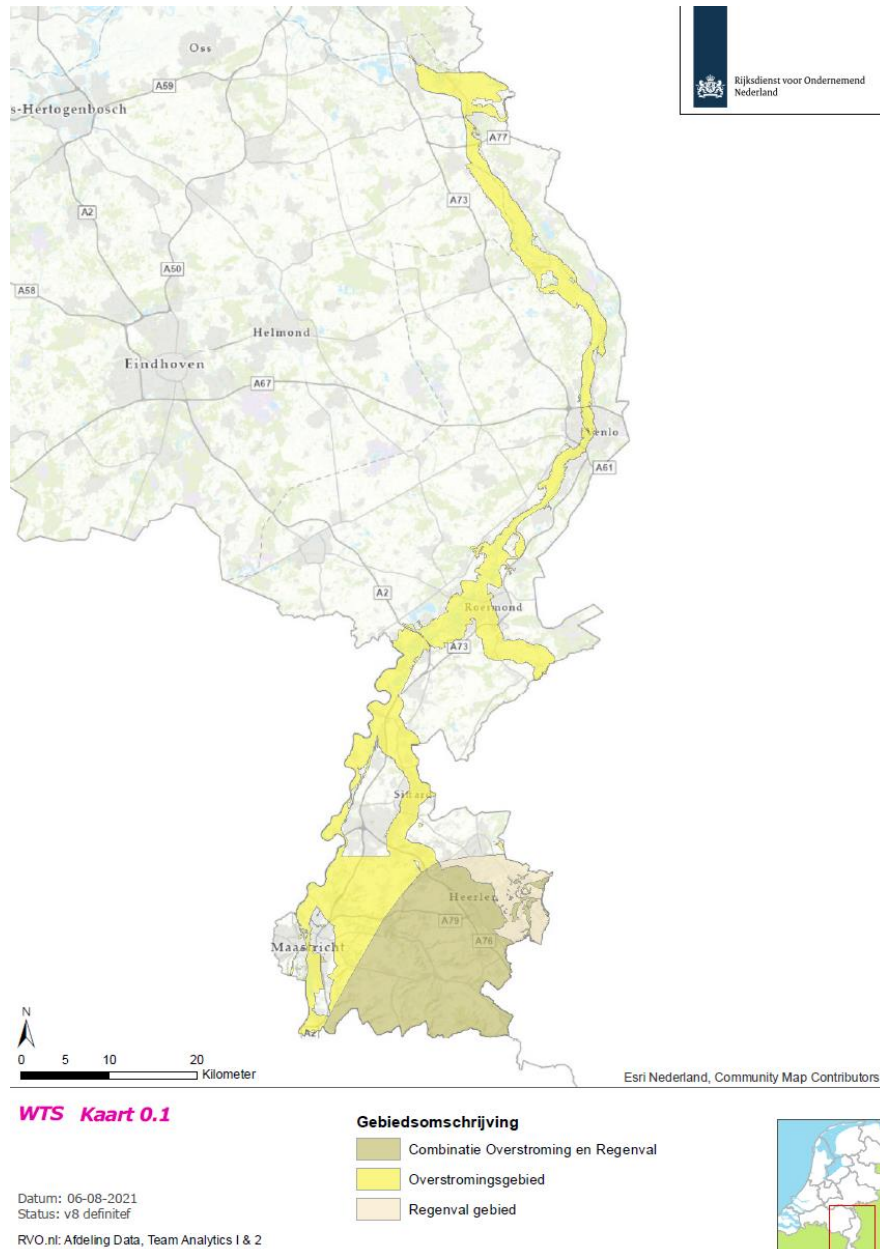 Rijksdienst voor Ondernemend
Nederland
Oss
A59
s-Hertogenbosch
A77
A73
A2
A50
A58
Helmond
Eindhoven
A67
Venlo
A61
A2
Roermond
A73
Sittard
Heerlen
A79
A76
Maastricht
A2
N
0 5 10 20
Kilometer
Esri Nederland, Community Map Contributors
WTS Kaart 0.1
Gebiedsomschrijving
Combinatie Overstroming en Regenval
Overstromingsgebied
Regenval gebied
Datum: 06-08-2021
Status: v8 definitef
RVO.nl: Afdeling Data, Team Analytics I & 2